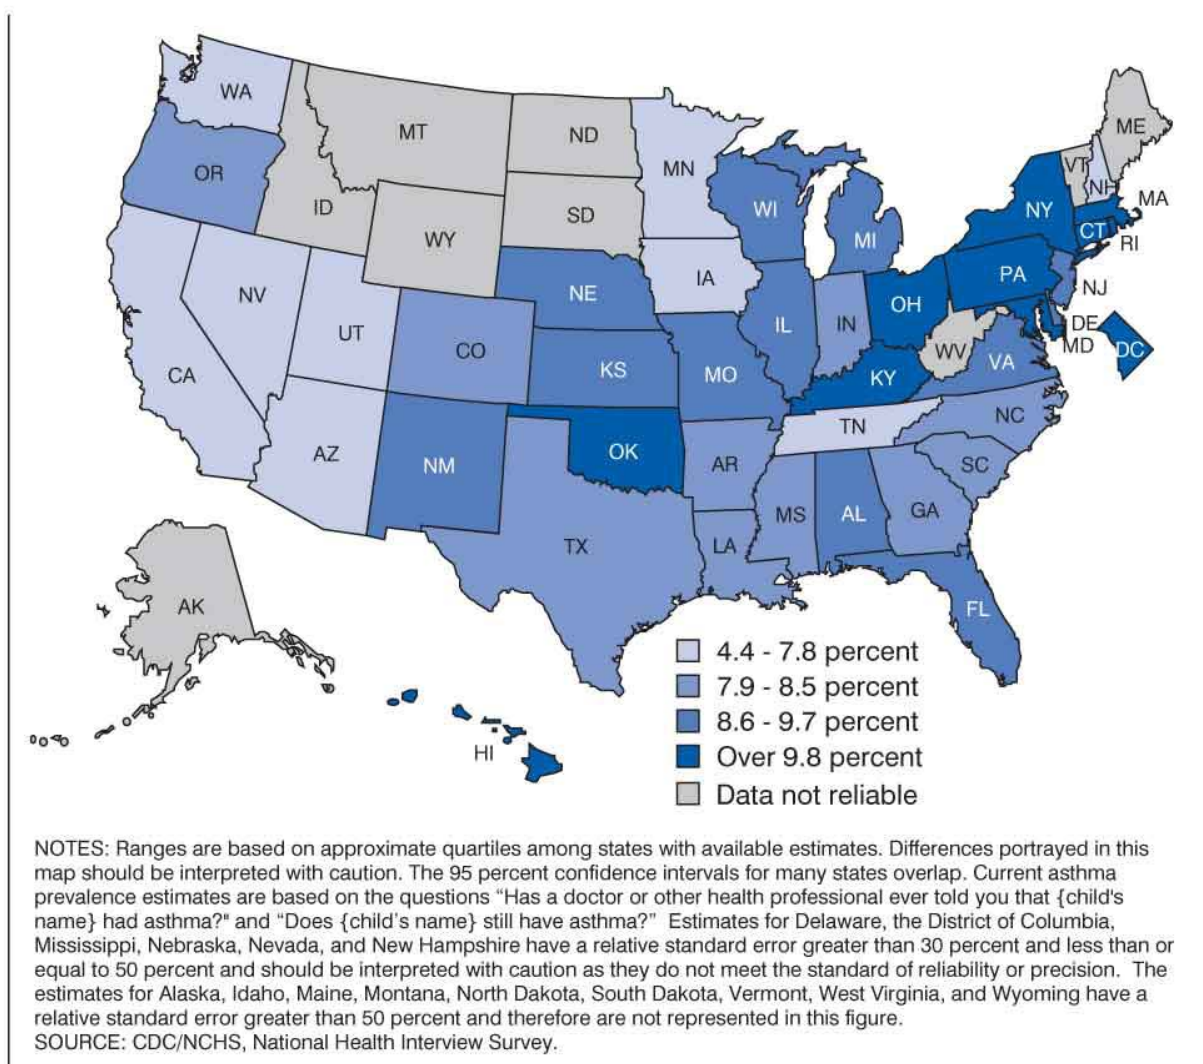 WA
MT
ND
MN
ME
VT
NH
OR
ID
SD
WI
NY
MA
WY
MI
CT
RI
IA
PA
NE
NV
NJ
UT
IL
IN
OH
CO
DE
CA
KS
MO
WV
VA
MD
DC
KY
AZ
NM
OK
TN
NC
AR
SC
MS
AL
GA
TX
LA
AK
FL
HI
4.4 - 7.8 percent
7.9 - 8.5 percent
8.6 - 9.7 percent
Over 9.8 percent
Data not reliable
NOTES: Ranges are based on approximate quartiles among states with available estimates. Differences portrayed in this
map should be interpreted with caution. The 95 percent confidence intervals for many states overlap. Current asthma
prevalence estimates are based on the questions “Has a doctor or other health professional ever told you that {child's
name} had asthma?" and “Does {child’s name} still have asthma?” Estimates for Delaware, the District of Columbia,
Mississippi, Nebraska, Nevada, and New Hampshire have a relative standard error greater than 30 percent and less than or
equal to 50 percent and should be interpreted with caution as they do not meet the standard of reliability or precision. The
estimates for Alaska, Idaho, Maine, Montana, North Dakota, South Dakota, Vermont, West Virginia, and Wyoming have a
relative standard error greater than 50 percent and therefore are not represented in this figure.
SOURCE: CDC/NCHS, National Health Interview Survey.